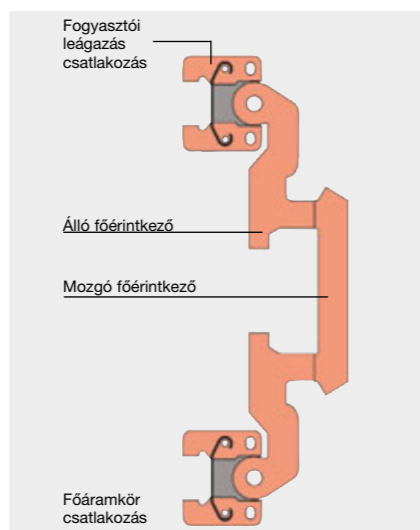 Fogyasztói
leágazás
csatlakozás
Álló főérintkező
Mozgó főérintkező
Főáramkör
csatlakozás